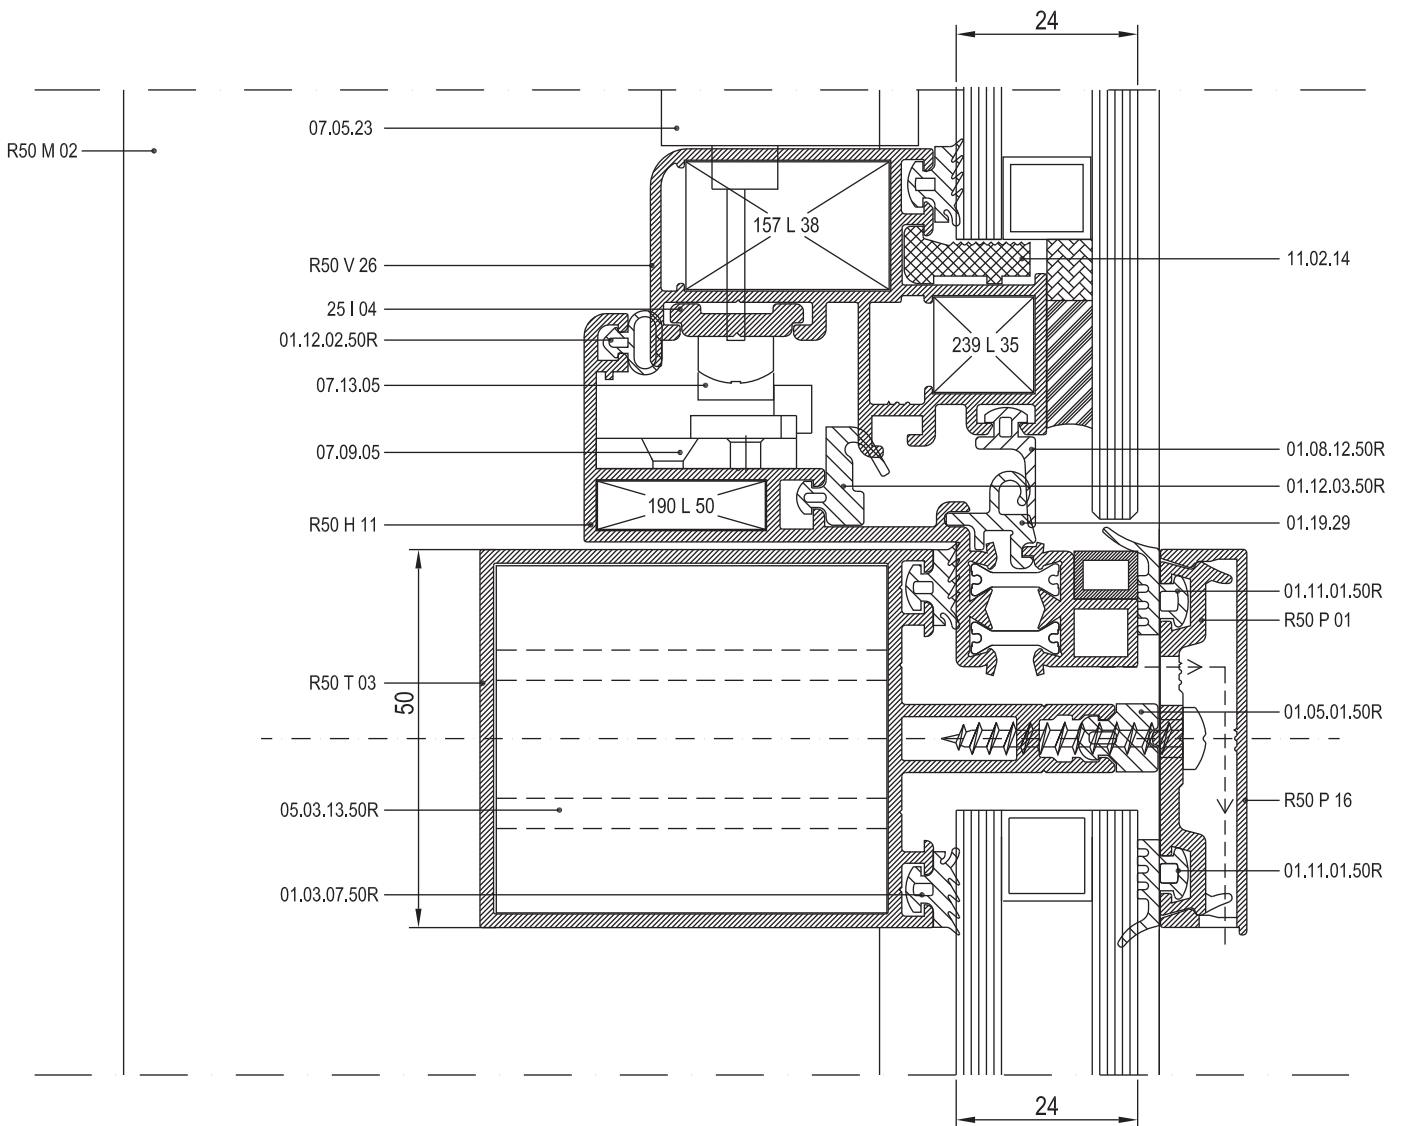 24
07.05.23
R50 M 02
157 L 38
11.02.14
R50 V 26
25 I 04
01.12.02.50R
239 L 35
07.13.05
07.09.05
01.08.12.50R
01.12.03.50R
190 L 50
R50 H 11
01.19.29
01.11.01.50R
R50 P 01
R50 T 03
50
01.05.01.50R
05.03.13.50R
R50 P 16
01.11.01.50R
01.03.07.50R
24